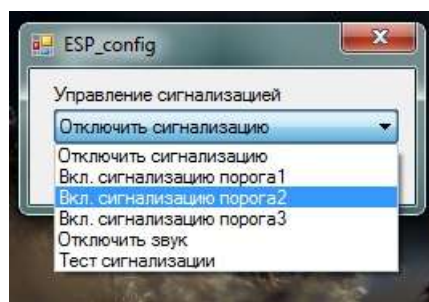 ESP_config
Управление сигнализацией
Отключить сигнализацию
Отключить сигнализацию
Вкл. сигнализацию порога1
Вкл. сигнализацию порога2
Вкл. сигнализацию порога3
Отключить звук
Тест сигнализации